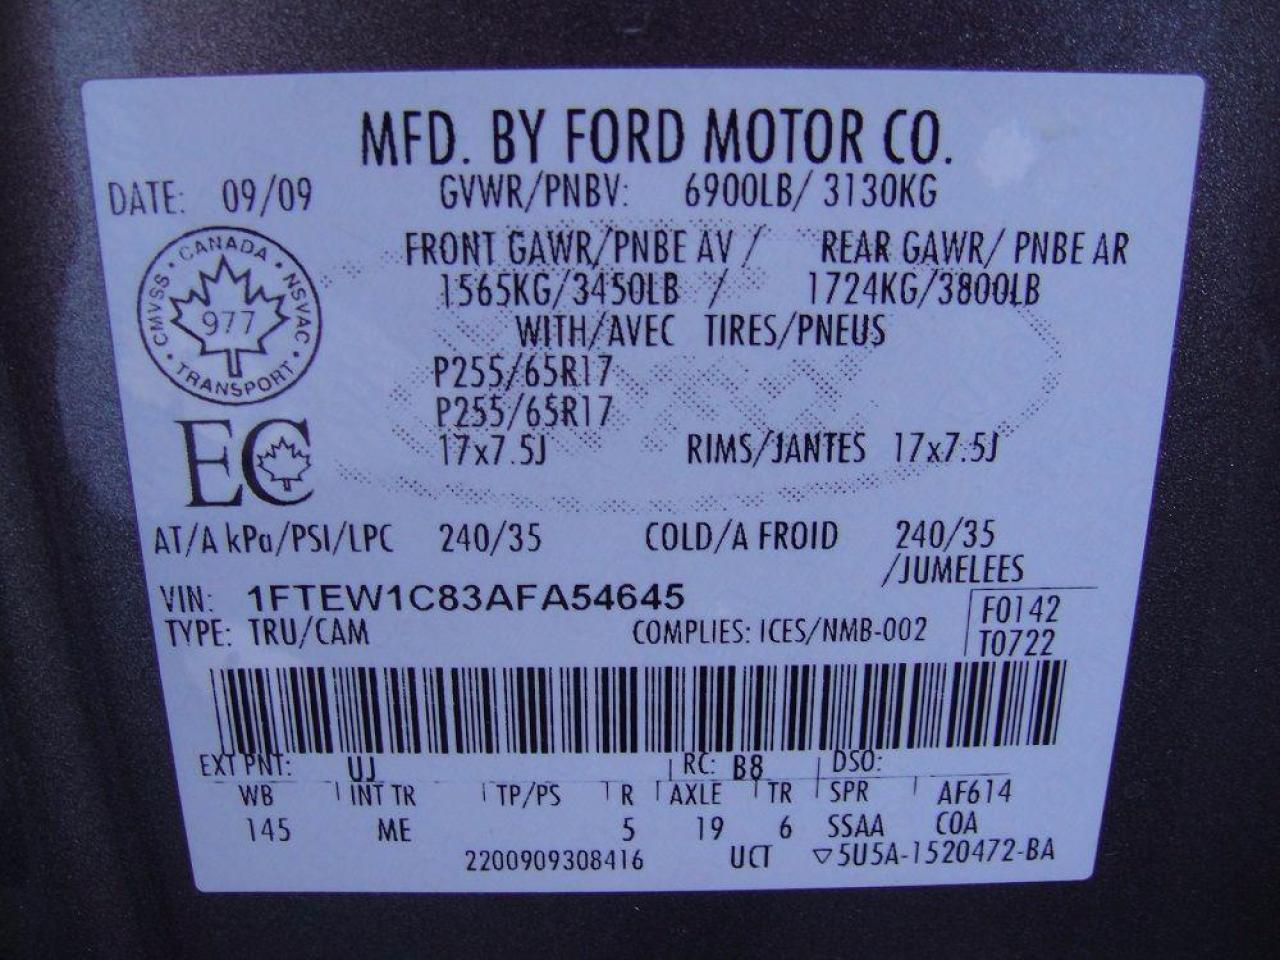 MFD. BY FORD MOTOR CO.
DATE: 09/09 GVWR/PNBV: 6900LB/ 3130KG
FRONT GAWR/PNBE AV / REAR GAWR/ PNBE AR
1565KG/3450LB / 1724KG/3800LB
WITH/AVEC TIRES/PNEUS
P255/65R17
P255/65R17
17x7.5J RIMS/JANTES 17x7.5J
CANADA • NSVAC • TRANSPORT • CMVSS •
977
EC
AT/A kPa/PSI/LPC 240/35 COLD/A FROID 240/35
/JUMELEES
VIN: 1FTEW1C83AFA54645
F0142
TYPE: TRU/CAM COMPLIES: ICES/NMB-002 T0722
EXT PNT: UJ RC: B8 DSO:
WB INT TR TP/PS R AXLE TR SPR AF614
145 ME 5 19 6 SSAA COA
2200909308416 UCT ▽5U5A-1520472-BA